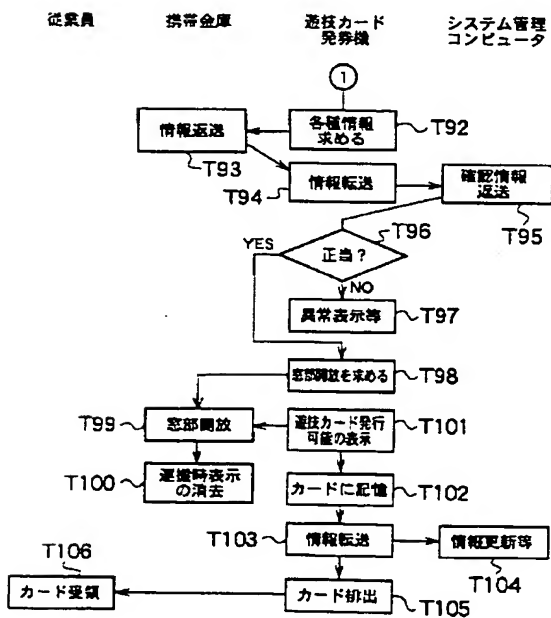 従業員 携帯金庫 遊技カード発券機 システム管理コンピュータ
1
各種情報
求める
T92
情報返送
T93
情報転送
T94
確認情報
返送
T95
正当?
T96
YES
NO
異常表示等
T97
窓部開放を求める
T98
窓部開放
T99
遊技カード発行
可能の表示
T101
運搬時表示
の消去
T100
カードに記憶
T102
情報転送
T103
情報更新等
T104
T106
カード受領
カード排出
T105